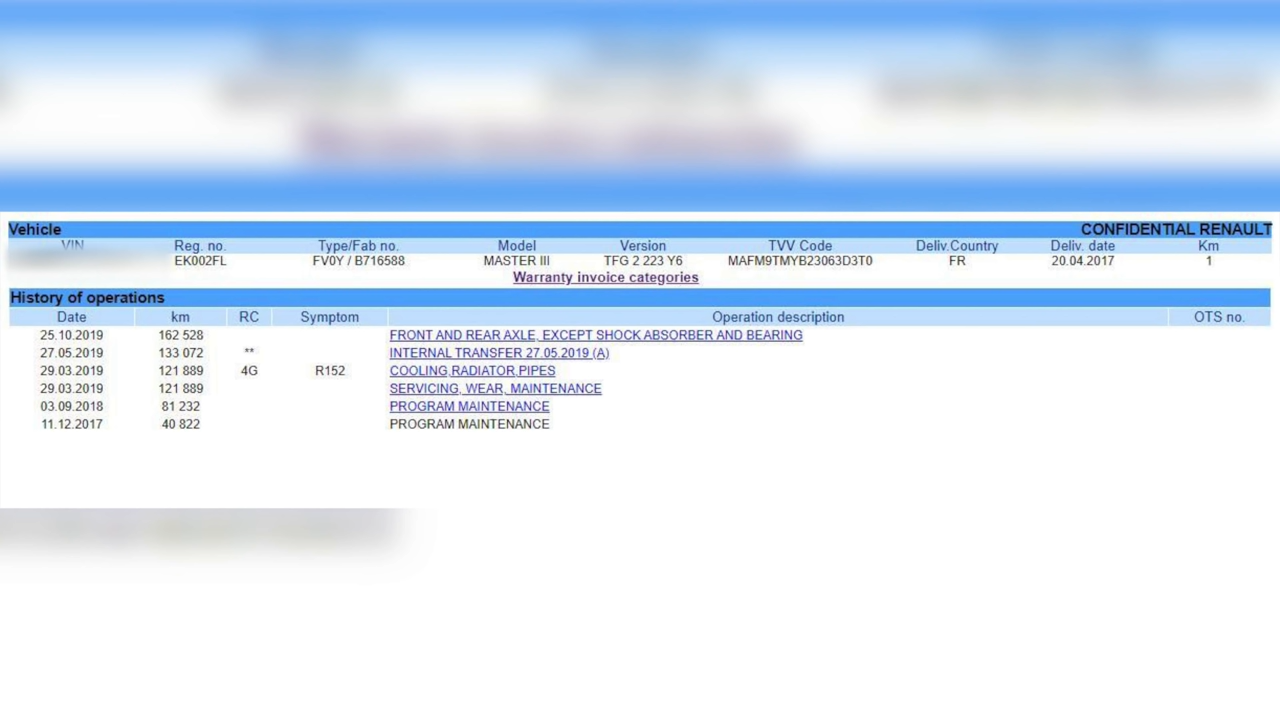 Vehicle CONFIDENTIAL RENAULT
VIN Reg. no. Type/Fab no. Model Version TVV Code Deliv.Country Deliv. date Km
EK002FL FV0Y / B716588 MASTER III TFG 2 223 Y6 MAFM9TMYB23063D3T0 FR 20.04.2017 1
Warranty invoice categories
History of operations
Date km RC Symptom Operation description OTS no.
25.10.2019 162 528 FRONT AND REAR AXLE, EXCEPT SHOCK ABSORBER AND BEARING
27.05.2019 133 072 ** INTERNAL TRANSFER 27.05.2019 (A)
29.03.2019 121 889 4G R152 COOLING,RADIATOR,PIPES
29.03.2019 121 889 SERVICING, WEAR, MAINTENANCE
03.09.2018 81 232 PROGRAM MAINTENANCE
11.12.2017 40 822 PROGRAM MAINTENANCE